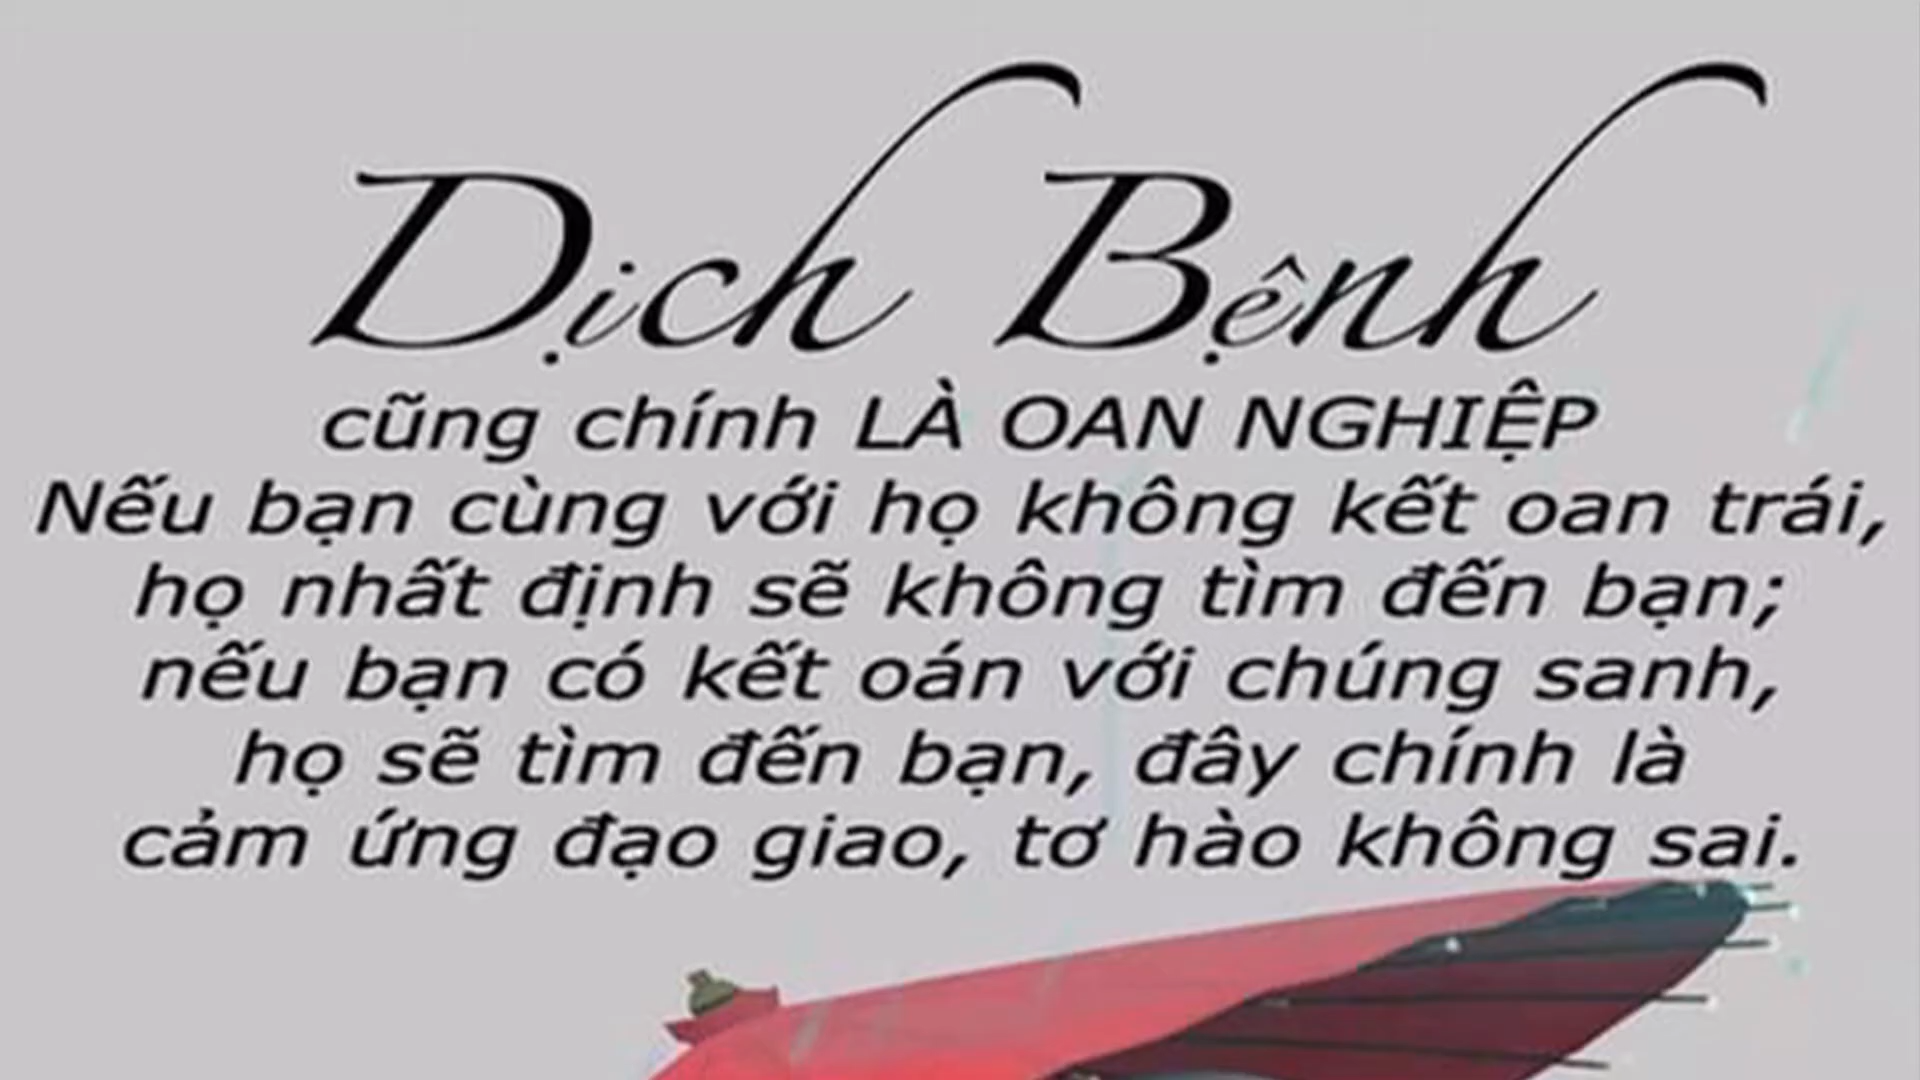 Dịch Bệnh
cũng chính LÀ OAN NGHIỆP
Nếu bạn cùng với họ không kết oan trái,
họ nhất định sẽ không tìm đến bạn;
nếu bạn có kết oán với chúng sanh,
họ sẽ tìm đến bạn, đây chính là
cảm ứng đạo giao, tơ hào không sai.